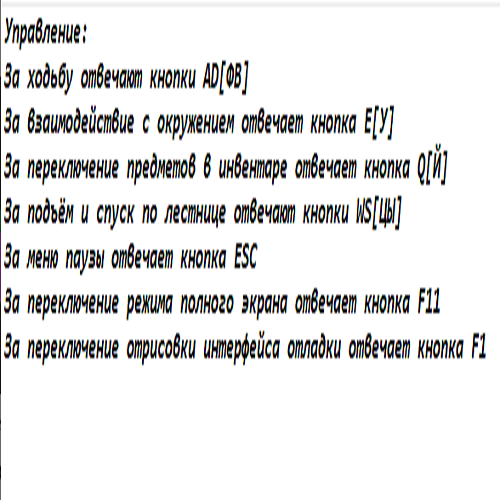 Управление:
За ходьбу отвечают кнопки AD[ФВ]
За взаимодействие с окружением отвечает кнопка E[У]
За переключение предметов в инвентаре отвечает кнопка Q[Й]
За подъём и спуск по лестнице отвечают кнопки WS[ЦЫ]
За меню паузы отвечает кнопка ESC
За переключение режима полного экрана отвечает кнопка F11
За переключение отрисовки интерфейса отладки отвечает кнопка F1